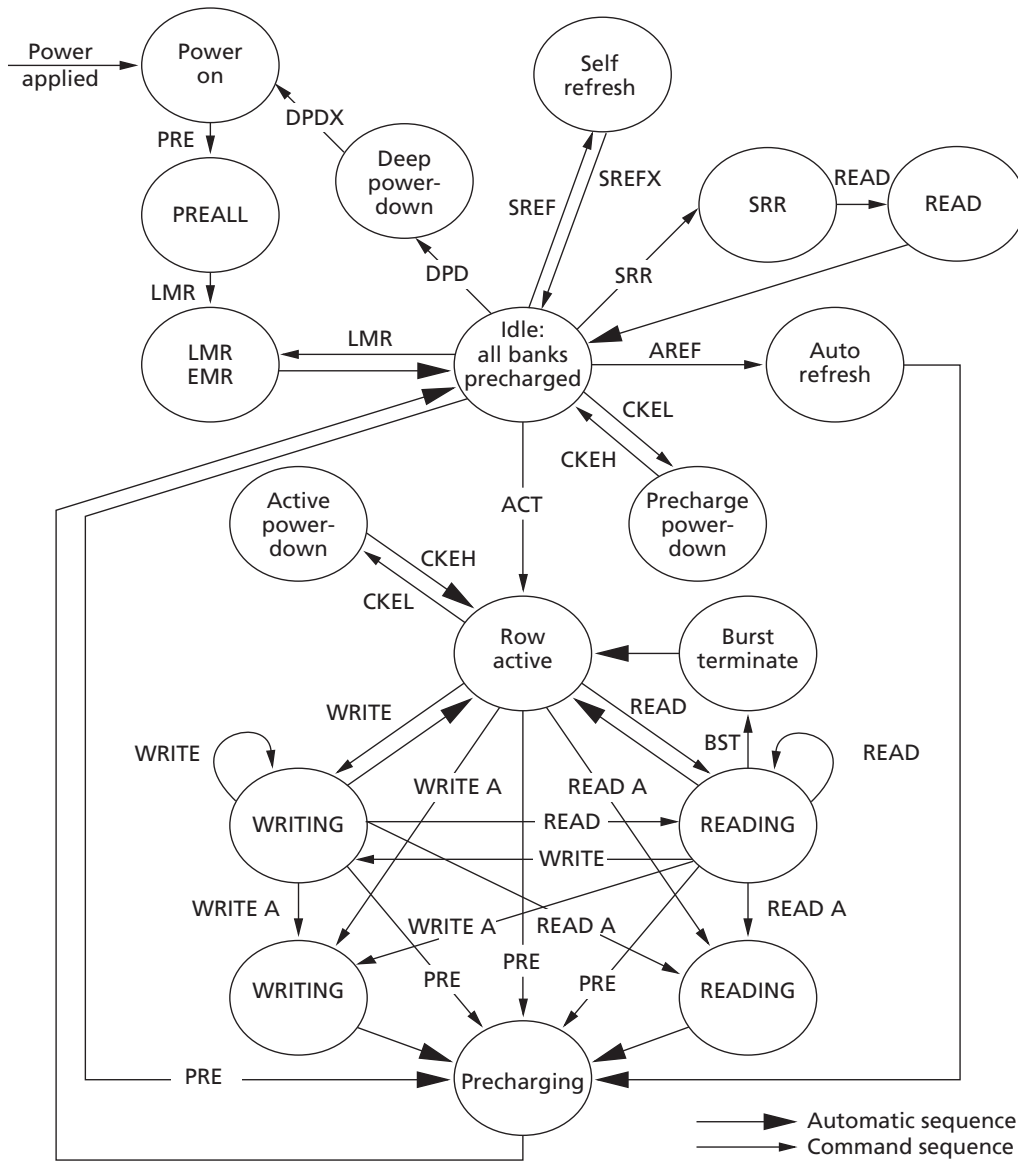 Power
applied
Power
on
Self
refresh
DPDX
PRE
Deep
power-
down
SREFX
READ
PREALL
SREF
SRR
READ
DPD
SRR
LMR
LMR
EMR
LMR
Idle:
all banks
precharged
AREF
Auto
refresh
CKEL
CKEH
Active
power-
down
ACT
Precharge
power-
down
CKEH
CKEL
Row
active
Burst
terminate
WRITE
READ
BST
WRITE
READ
WRITE A
READ A
WRITING
READ
READING
WRITE
WRITE A
WRITE A
READ A
READ A
PRE
PRE
PRE
WRITING
READING
PRE
Precharging
Automatic sequence
Command sequence